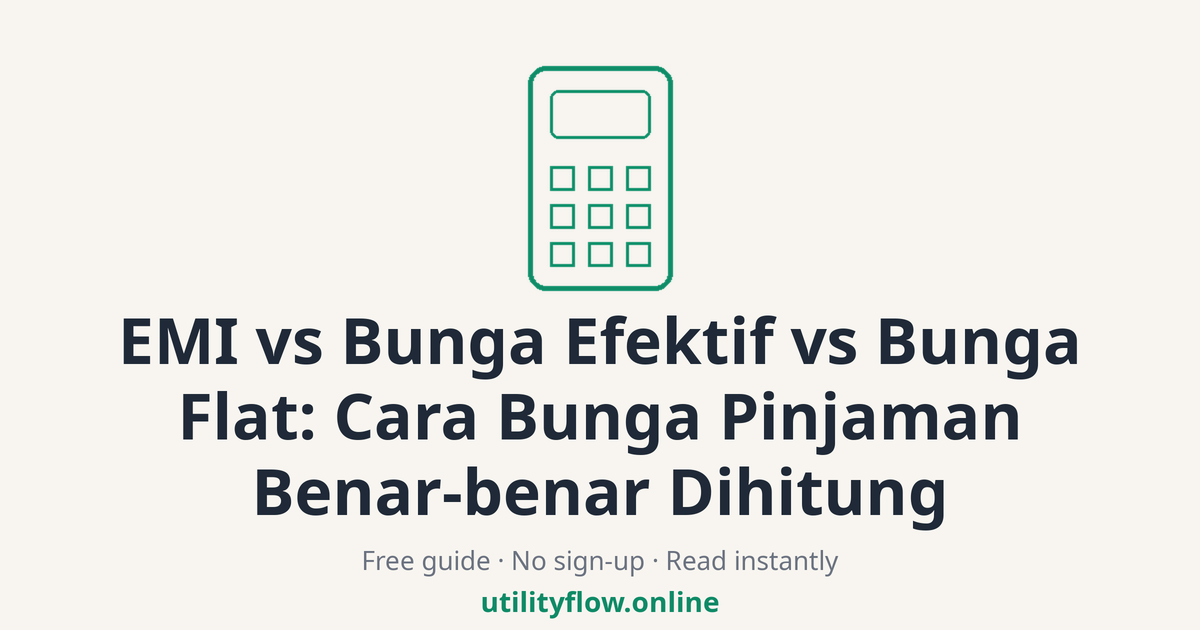 EMI vs Bunga Efektif vs Bunga
Flat: Cara Bunga Pinjaman
Benar-benar Dihitung
Free guide · No sign-up · Read instantly
utilityflow.online